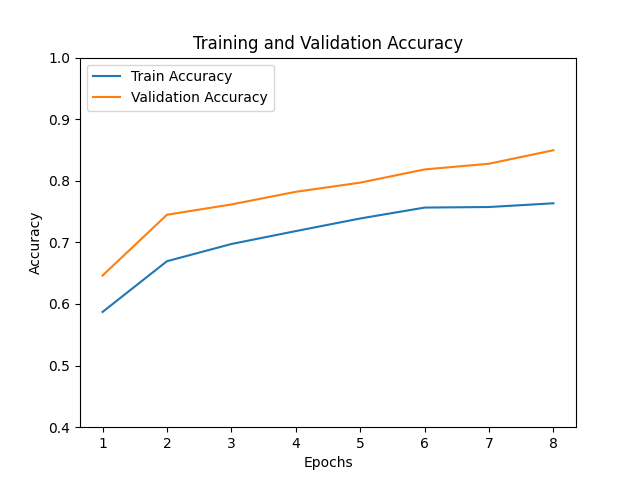 Training and Validation Accuracy
Train Accuracy
Validation Accuracy
Accuracy
1.0
0.9
0.8
0.7
0.6
0.5
0.4
1 2 3 4 5 6 7 8
Epochs